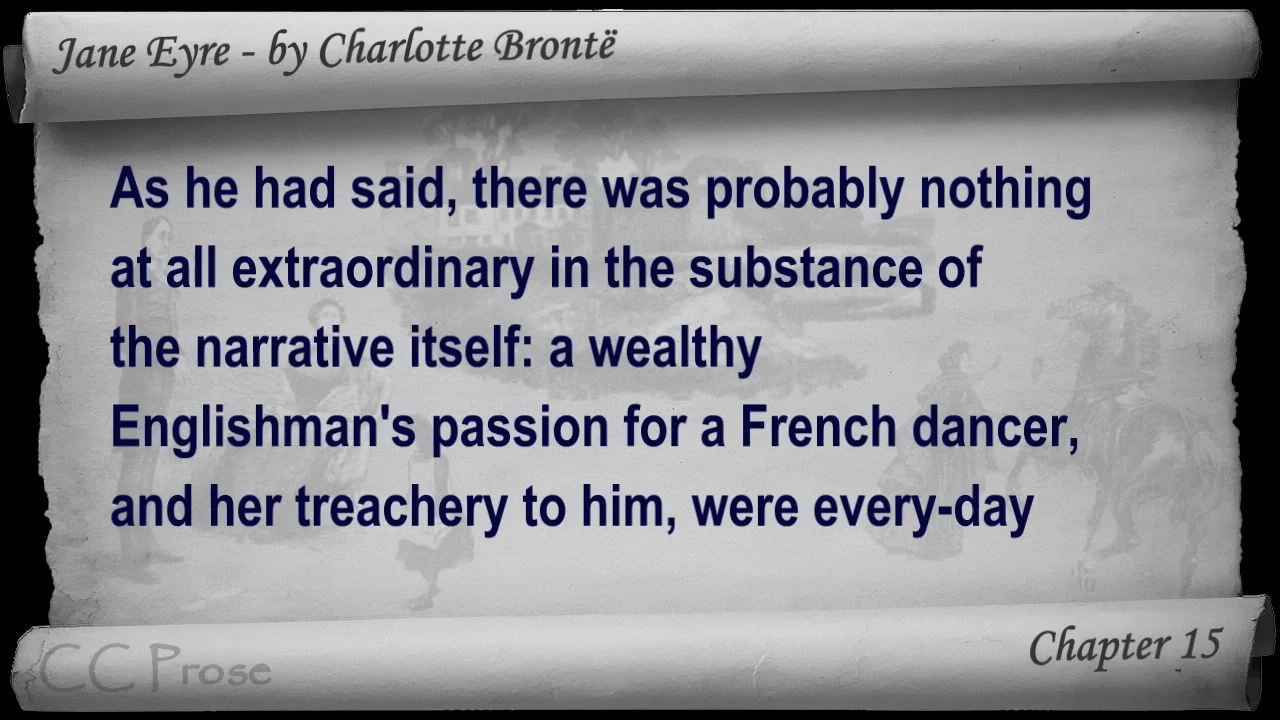 Jane Eyre - by Charlotte Brontë
As he had said, there was probably nothing
at all extraordinary in the substance of
the narrative itself: a wealthy
Englishman's passion for a French dancer,
and her treachery to him, were every-day
CC Prose
Chapter 15